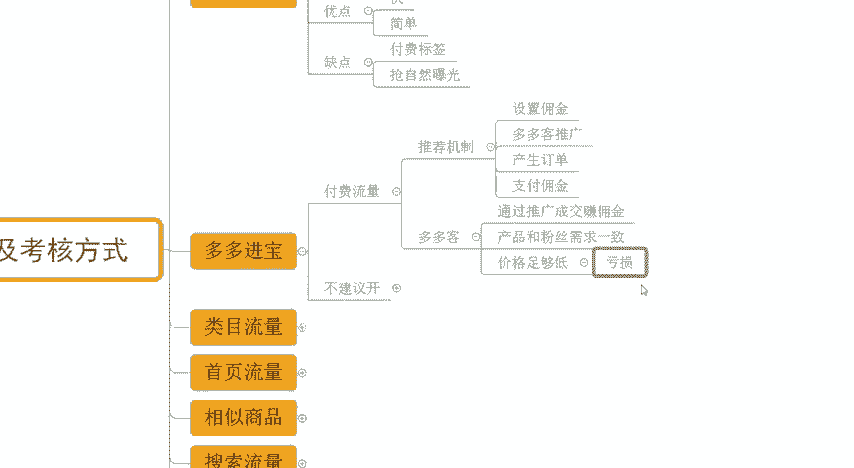 优点
快
简单
缺点
付费标签
抢自然曝光
及考核方式
多多进宝
付费流量
推荐机制
设置佣金
多多客推广
产生订单
支付佣金
多多客
通过推广成交赚佣金
产品和粉丝需求一致
价格足够低
亏损
不建议开
类目流量
首页流量
相似商品
搜索流量